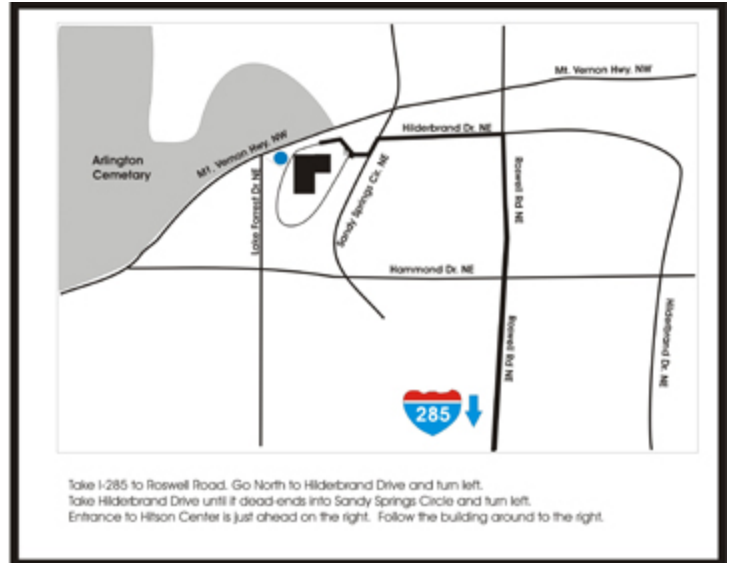 Mt. Vernon Hwy. NW
Hilderbrand Dr. NE
Mt. Vernon Hwy. NW
Arlington
Cemetary
Lake Forrest Dr NE
Sandy Springs Cir. NE
Roswell Rd NE
Hammond Dr. NE
Roswell Rd NE
Hilderbrand Dr. NE
285
Take I-285 to Roswell Road. Go North to Hilderbrand Drive and turn left.
Take Hilderbrand Drive until it dead-ends into Sandy Springs Circle and turn left.
Entrance to Hitson Center is just ahead on the right. Follow the building around to the right.